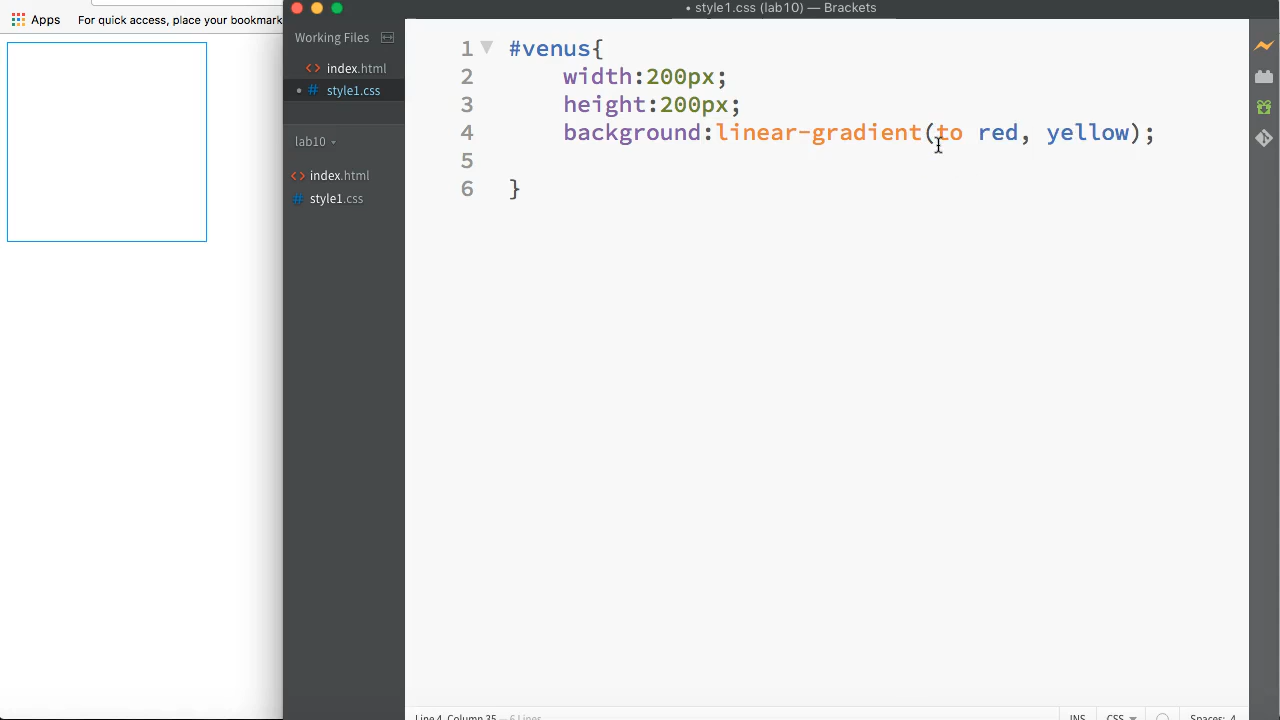 Apps For quick access, place your bookmark
• style1.css (lab10) — Brackets
Working Files
<> index.html
• # style1.css
lab10
<> index.html
# style1.css
1 #venus{
2 width:200px;
3 height:200px;
4 background:linear-gradient(to red, yellow);
5
6 }
Line 4, Column 35 — 6 Lines
INS CSS Spaces: 4